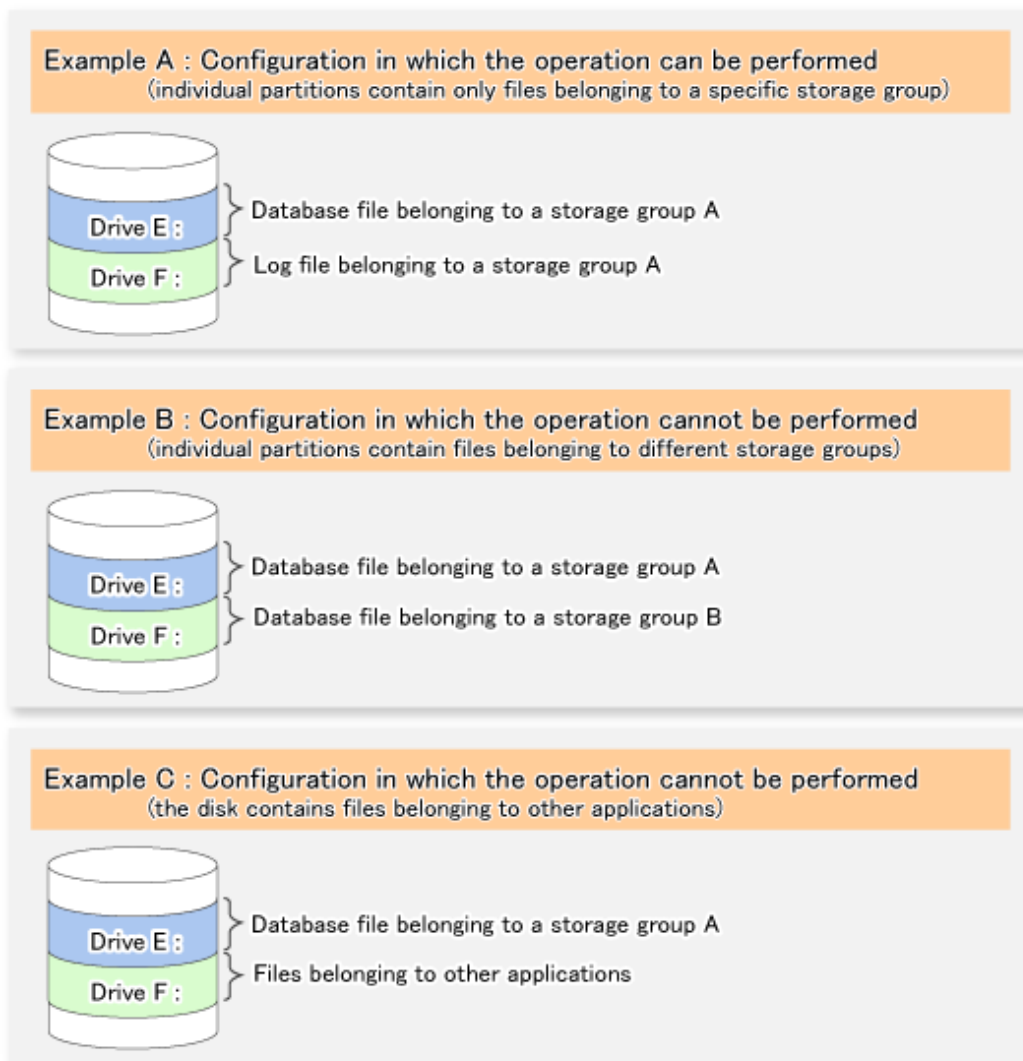 Example A : Configuration in which the operation can be performed
(individual partitions contain only files belonging to a specific storage group)
Drive E :
Database file belonging to a storage group A
Drive F :
Log file belonging to a storage group A
Example B : Configuration in which the operation cannot be performed
(individual partitions contain files belonging to different storage groups)
Drive E :
Database file belonging to a storage group A
Drive F :
Database file belonging to a storage group B
Example C : Configuration in which the operation cannot be performed
(the disk contains files belonging to other applications)
Drive E :
Database file belonging to a storage group A
Drive F :
Files belonging to other applications